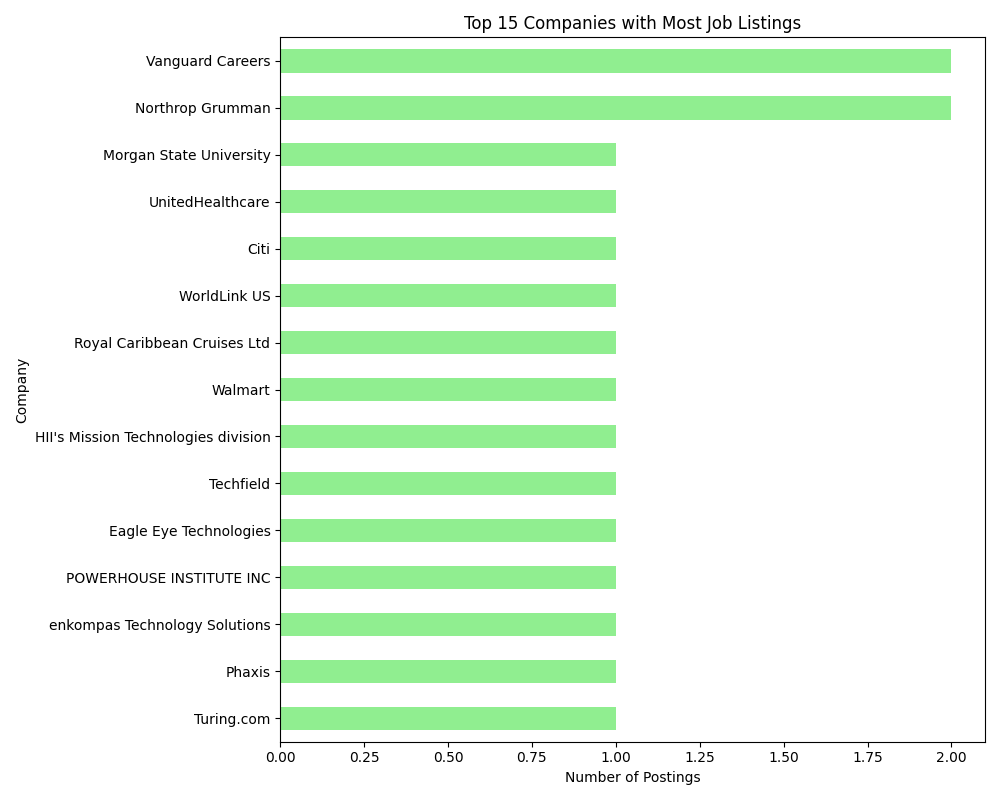 Top 15 Companies with Most Job Listings
Vanguard Careers
Northrop Grumman
Morgan State University
UnitedHealthcare
Citi
WorldLink US
Royal Caribbean Cruises Ltd
Walmart
HII's Mission Technologies division
Techfield
Eagle Eye Technologies
POWERHOUSE INSTITUTE INC
enkompas Technology Solutions
Phaxis
Turing.com
Company
0.00 0.25 0.50 0.75 1.00 1.25 1.50 1.75 2.00
Number of Postings